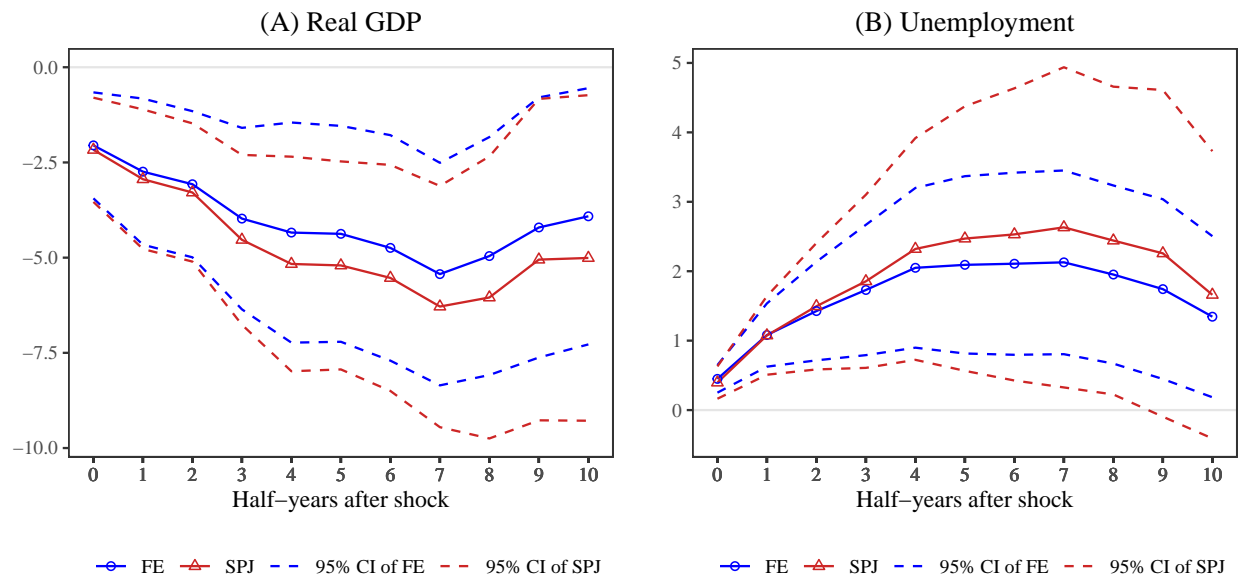 (A) Real GDP
0.0
−2.5
−5.0
−7.5
−10.0
0 1 2 3 4 5 6 7 8 9 10
Half−years after shock
FE SPJ 95% CI of FE 95% CI of SPJ
(B) Unemployment
5
4
3
2
1
0
0 1 2 3 4 5 6 7 8 9 10
Half−years after shock
FE SPJ 95% CI of FE 95% CI of SPJ